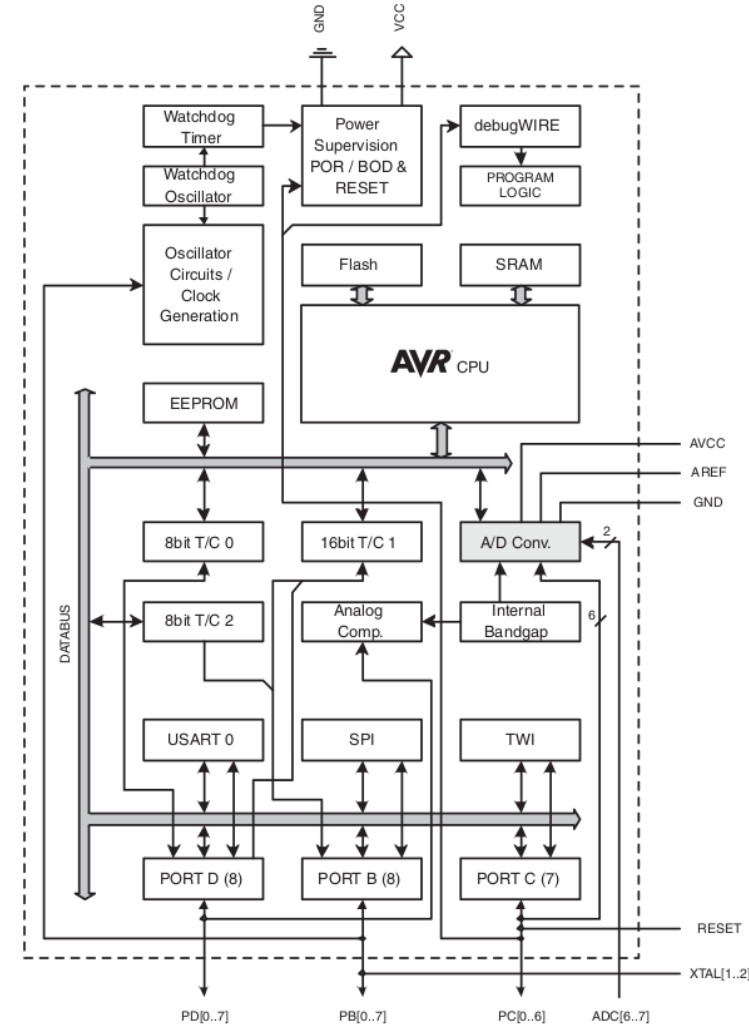 GND
VCC
Watchdog
Timer
Power
Supervision
POR / BOD &
RESET
debugWIRE
Watchdog
Oscillator
PROGRAM
LOGIC
Oscillator
Circuits /
Clock
Generation
Flash
SRAM
AVR CPU
EEPROM
AVCC
AREF
GND
8bit T/C 0
16bit T/C 1
A/D Conv.
2
DATABUS
8bit T/C 2
Analog
Comp.
Internal
Bandgap
6
USART 0
SPI
TWI
PORT D (8)
PORT B (8)
PORT C (7)
RESET
XTAL[1..2]
PD[0..7]
PB[0..7]
PC[0..6]
ADC[6..7]